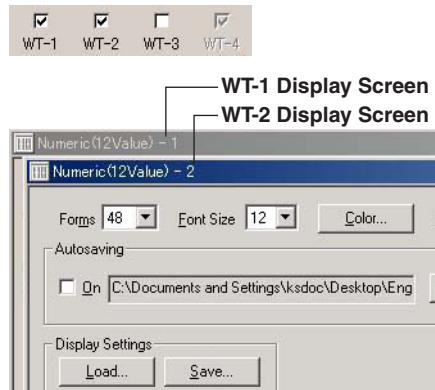 WT-1 WT-2 WT-3 WT-4
WT-1 Display Screen
WT-2 Display Screen
Numeric(12Value) - 1
Numeric(12Value) - 2
Forms 48 Font Size 12 Color...
Autosaving
On C:\Documents and Settings\ksdoc\Desktop\Eng
Display Settings
Load... Save...